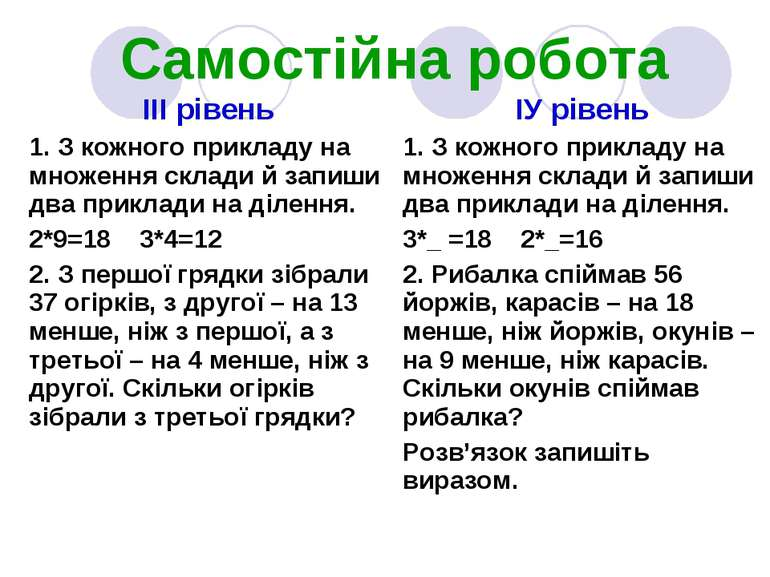 Самостійна робота
ІІІ рівень
1. З кожного прикладу на
множення склади й запиши
два приклади на ділення.
2*9=18 3*4=12
2. З першої грядки зібрали
37 огірків, з другої – на 13
менше, ніж з першої, а з
третьої – на 4 менше, ніж з
другої. Скільки огірків
зібрали з третьої грядки?
ІУ рівень
1. З кожного прикладу на
множення склади й запиши
два приклади на ділення.
3*_ =18 2*_=16
2. Рибалка спіймав 56
йоржів, карасів – на 18
менше, ніж йоржів, окунів –
на 9 менше, ніж карасів.
Скільки окунів спіймав
рибалка?
Розв’язок запишіть
виразом.